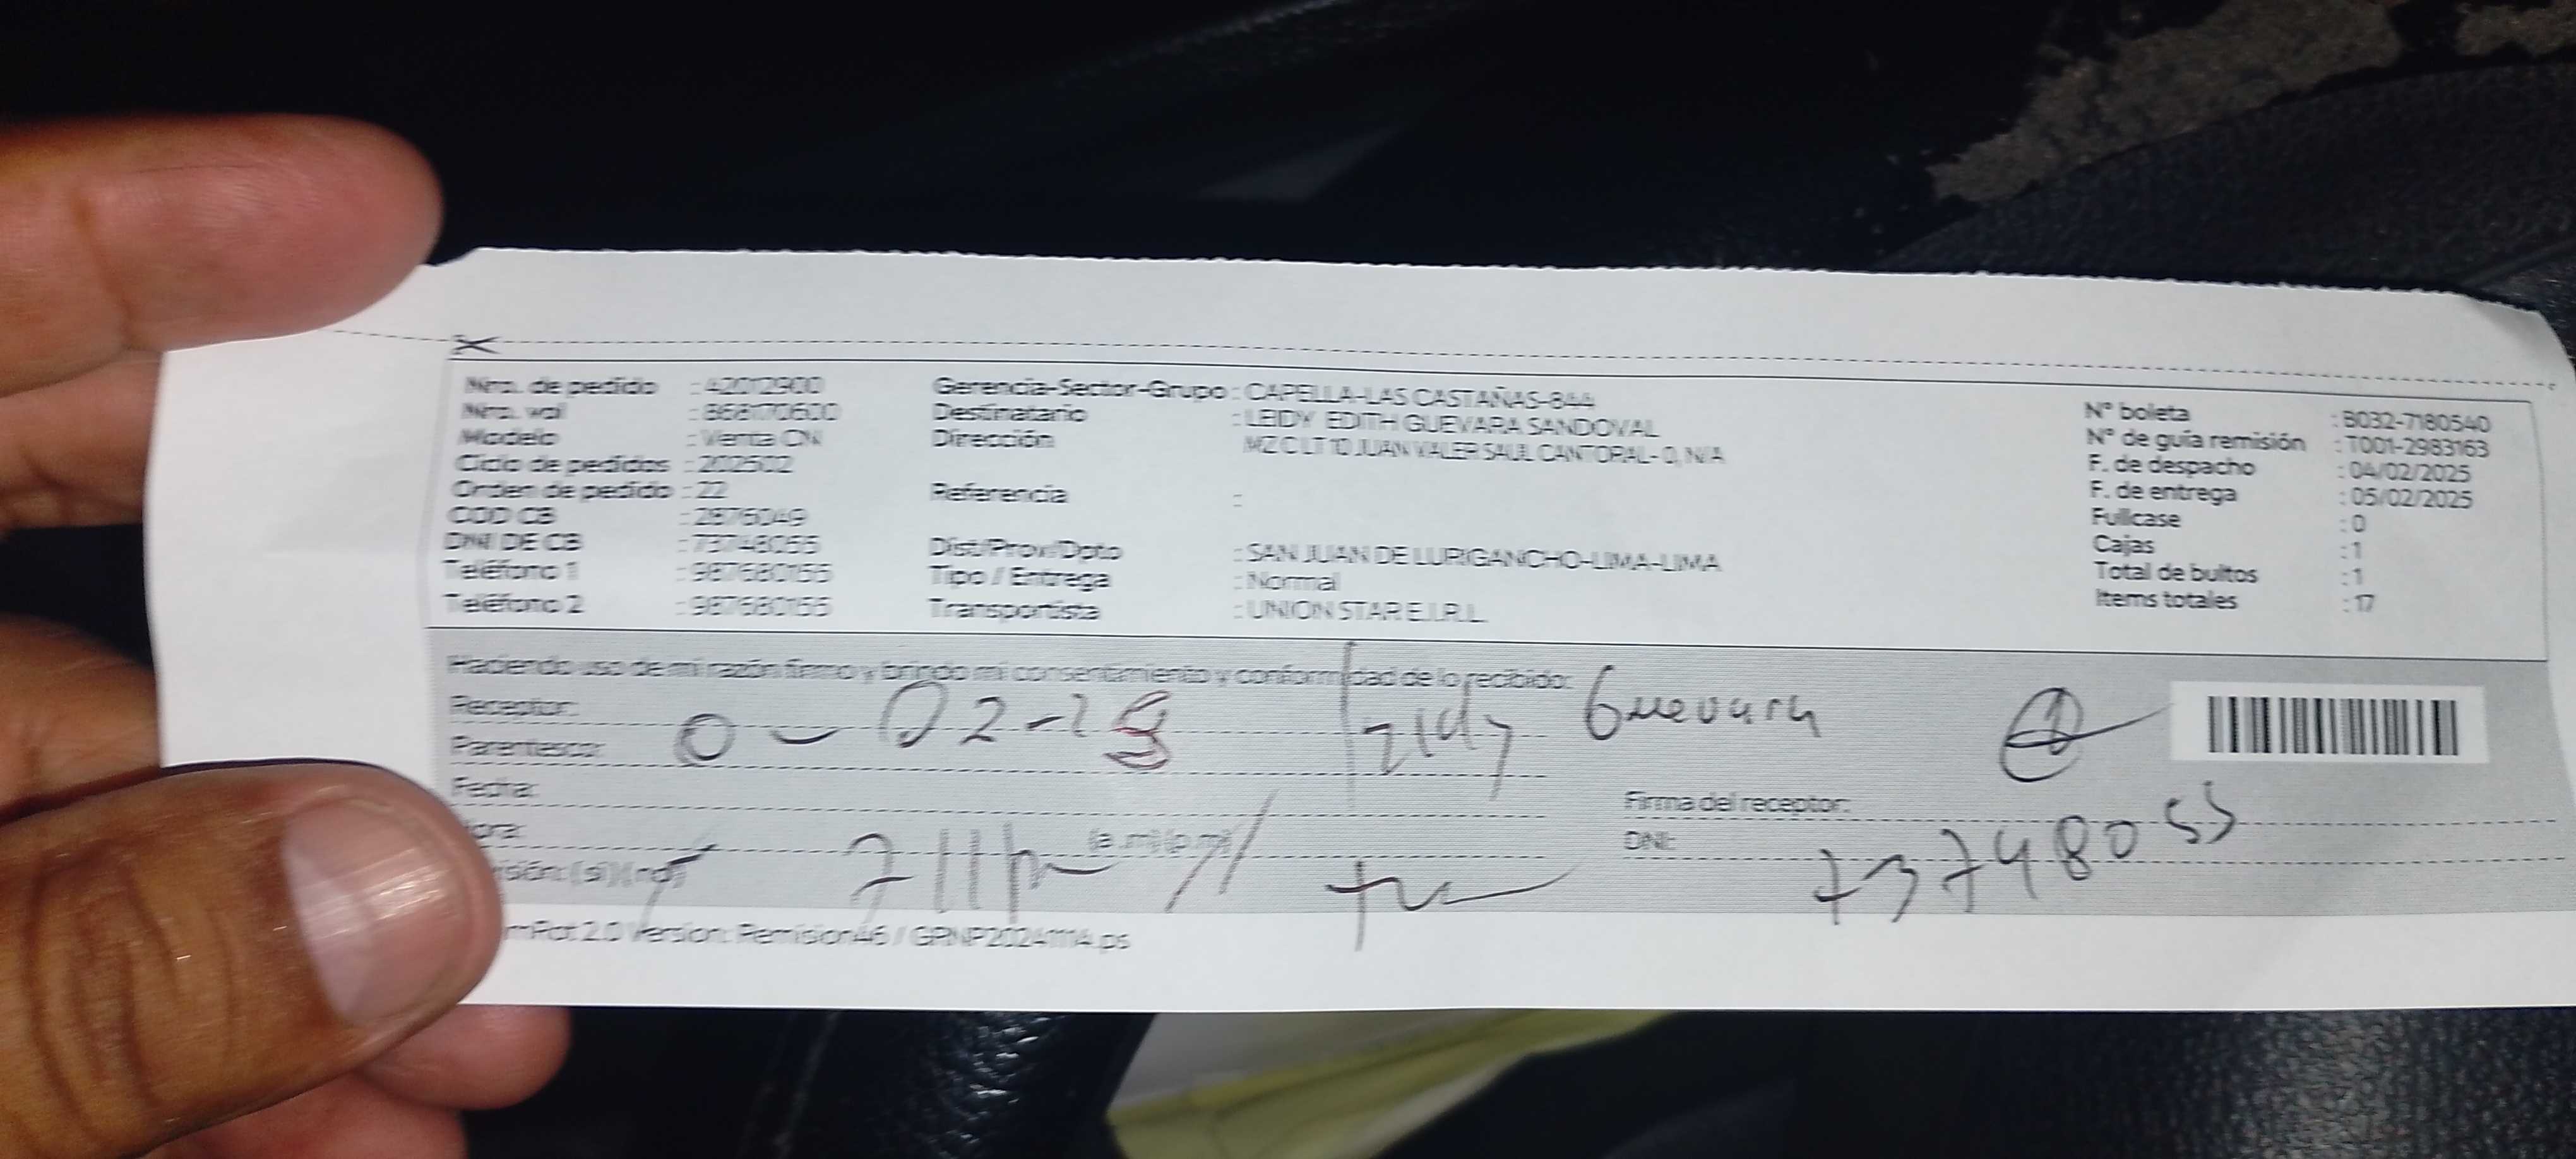 Nro. de pedido : 42012900
Nro. wal : 868170600
Modelo : Venta CN
Ciclo de pedidos : 202502
Orden de pedido : 22
COD CB : 2876049
DNI DE CB : 73748055
Teléfono 1 : 987680155
Teléfono 2 : 987680155
Gerencia-Sector-Grupo : CAPELLA-LAS CASTAÑAS-844
Destinatario : LEIDY EDITH GUEVARA SANDOVAL
Dirección MZ C LT 10 JUAN VALER SAUL CANTORAL- 0, N/A
Referencia :
Dist/Prov/Dpto : SAN JUAN DE LURIGANCHO-LIMA-LIMA
Tipo / Entrega : Normal
Transportista : UNION STAR E.I.R.L.
N° boleta : B032-7180540
N° de guía remisión : T001-2983163
F. de despacho : 04/02/2025
F. de entrega : 05/02/2025
Fullcase : 0
Cajas : 1
Total de bultos : 1
Items totales : 17
Haciendo uso de mi razón firmo y brindo mi consentimiento y conformidad de lo recibido:
Receptor: Guevara
Parentesco:
Fecha:
(a.m) (p.m)
Firma del receptor:
DNI: 73748055
(si) (no)
2.0 Version: Remision46 / GRNP20241114.ps